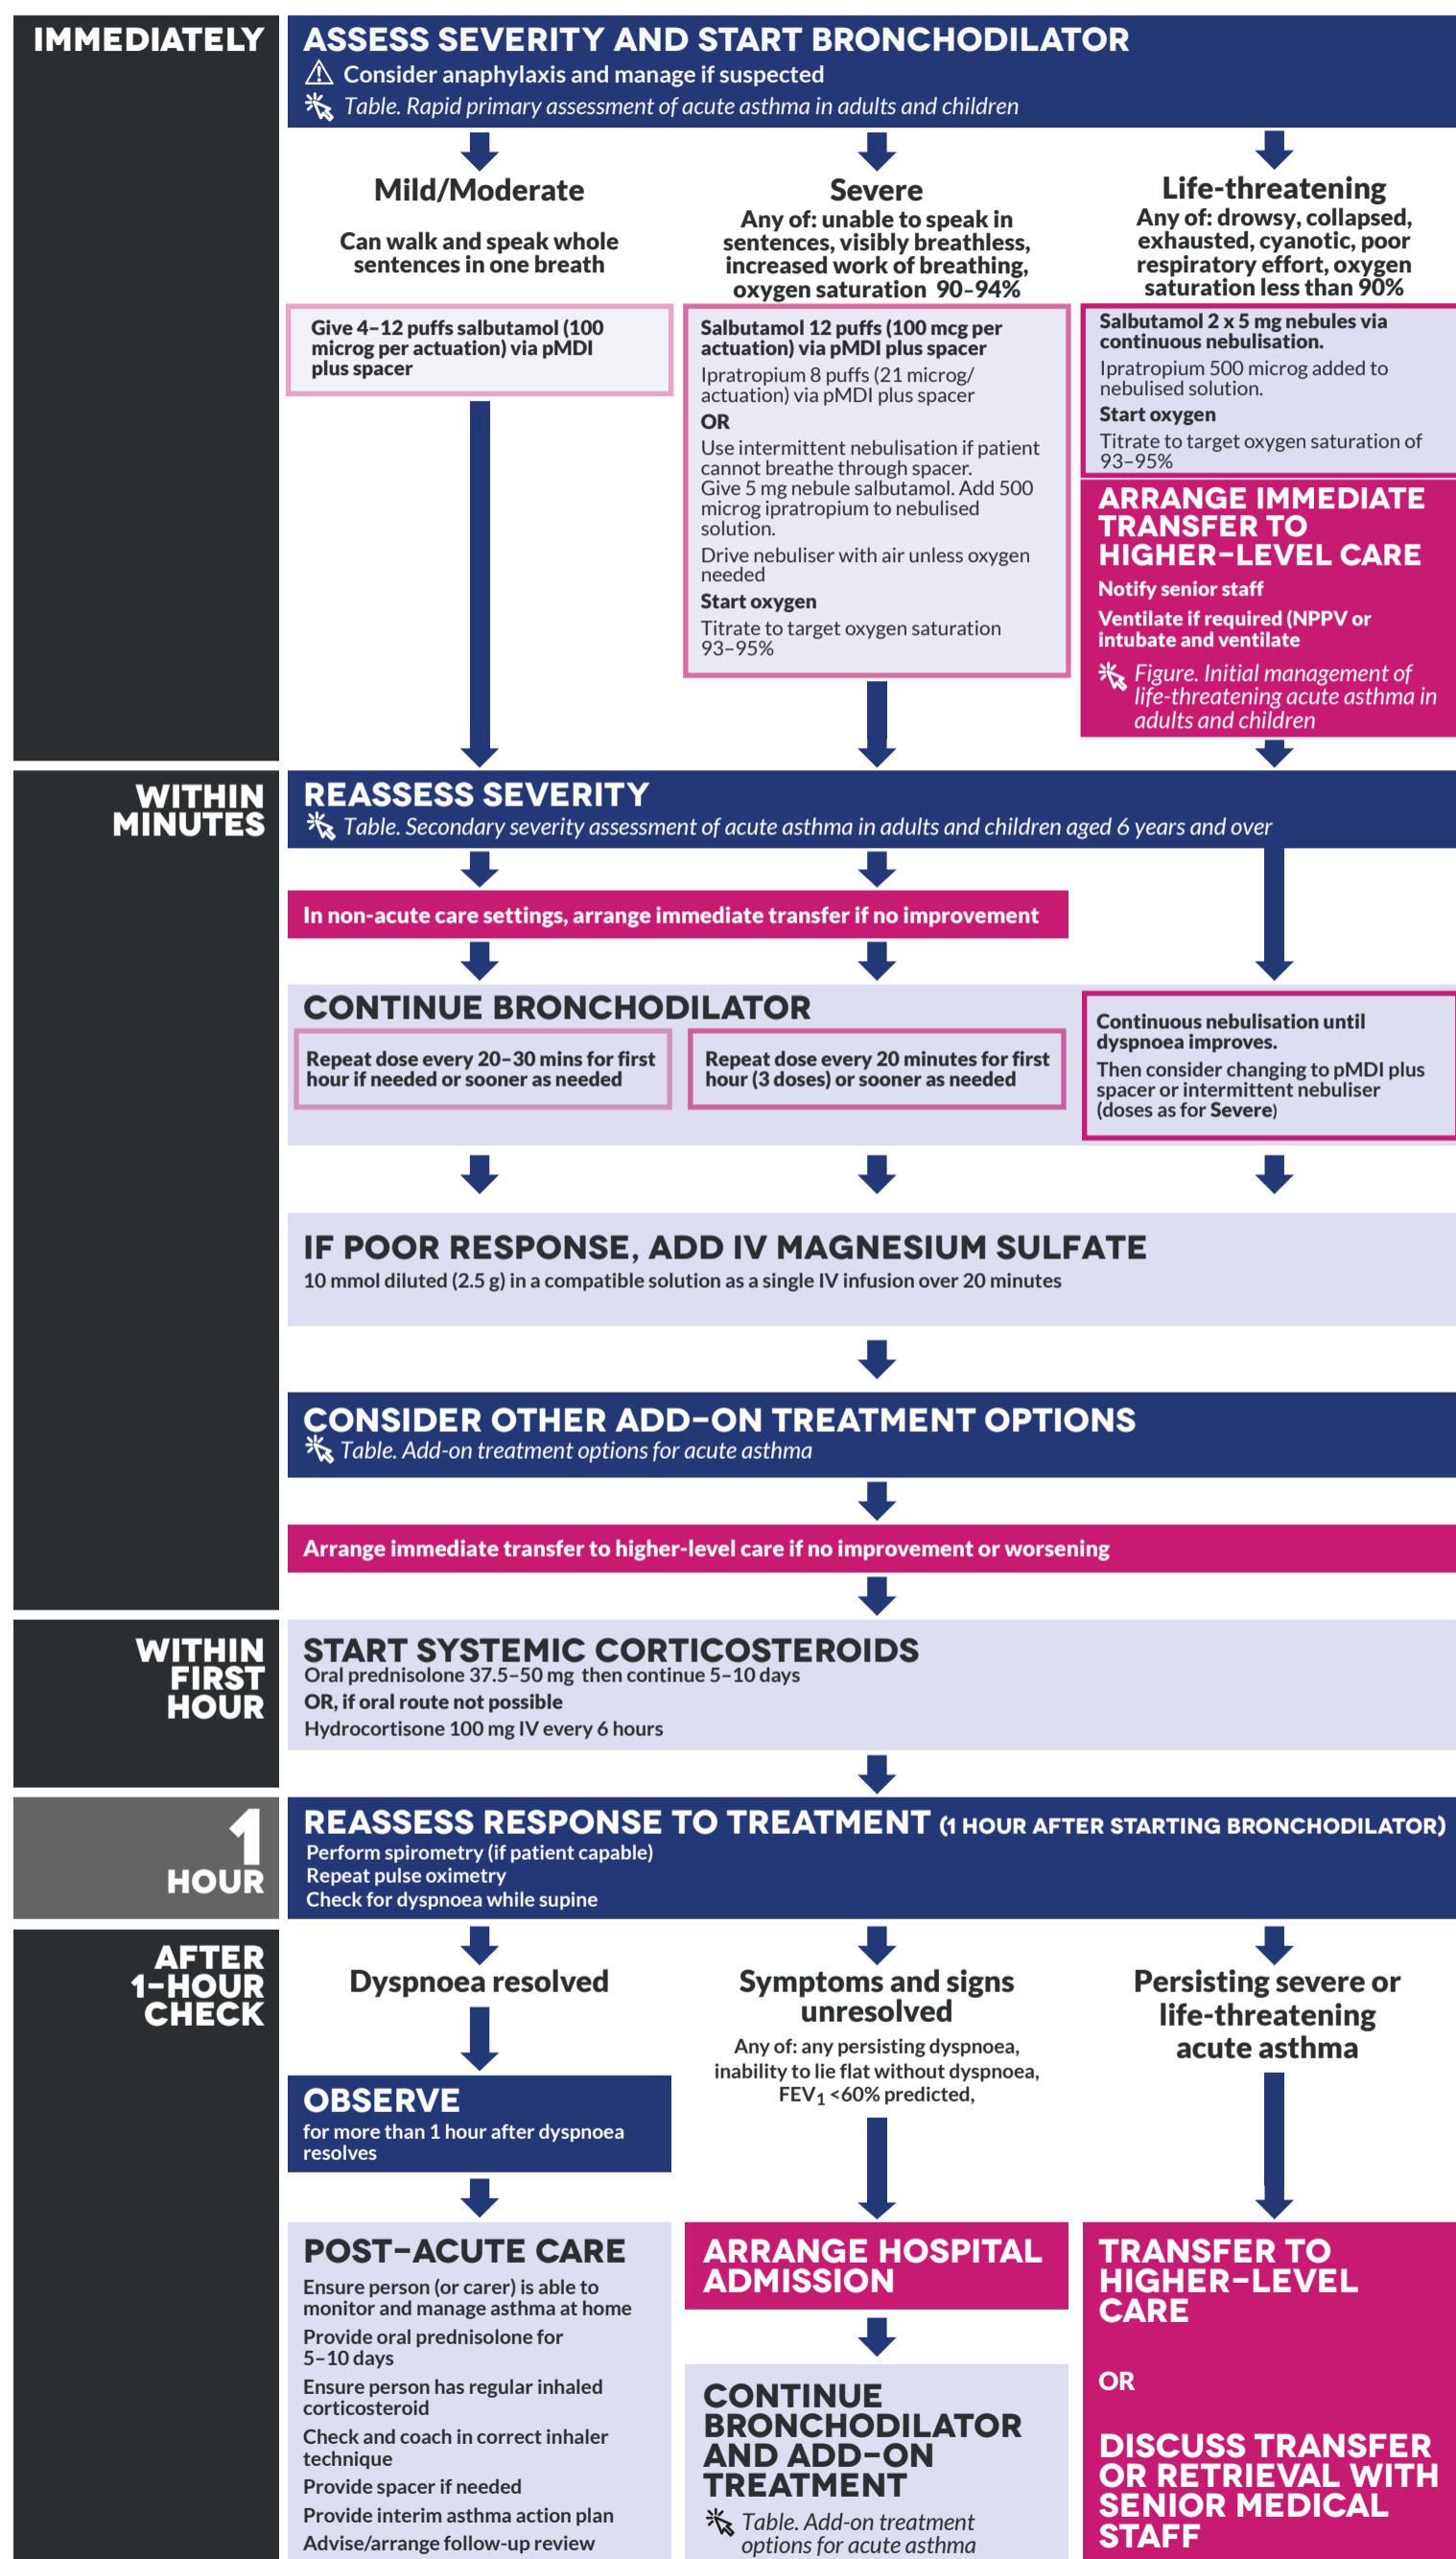 IMMEDIATELY
ASSESS SEVERITY AND START BRONCHODILATOR
Consider anaphylaxis and manage if suspected
Table. Rapid primary assessment of acute asthma in adults and children
Mild/Moderate
Can walk and speak whole
sentences in one breath
Give 4–12 puffs salbutamol (100
microg per actuation) via pMDI
plus spacer
Severe
Any of: unable to speak in
sentences, visibly breathless,
increased work of breathing,
oxygen saturation 90–94%
Salbutamol 12 puffs (100 mcg per
actuation) via pMDI plus spacer
Ipratropium 8 puffs (21 microg/
actuation) via pMDI plus spacer
OR
Use intermittent nebulisation if patient
cannot breathe through spacer.
Give 5 mg nebule salbutamol. Add 500
microg ipratropium to nebulised
solution.
Drive nebuliser with air unless oxygen
needed
Start oxygen
Titrate to target oxygen saturation
93–95%
Life-threatening
Any of: drowsy, collapsed,
exhausted, cyanotic, poor
respiratory effort, oxygen
saturation less than 90%
Salbutamol 2 x 5 mg nebules via
continuous nebulisation.
Ipratropium 500 microg added to
nebulised solution.
Start oxygen
Titrate to target oxygen saturation of
93–95%
ARRANGE IMMEDIATE
TRANSFER TO
HIGHER-LEVEL CARE
Notify senior staff
Ventilate if required (NPPV or
intubate and ventilate
Figure. Initial management of
life-threatening acute asthma in
adults and children
WITHIN
MINUTES
REASSESS SEVERITY
Table. Secondary severity assessment of acute asthma in adults and children aged 6 years and over
In non-acute care settings, arrange immediate transfer if no improvement
CONTINUE BRONCHODILATOR
Repeat dose every 20–30 mins for first
hour if needed or sooner as needed
Repeat dose every 20 minutes for first
hour (3 doses) or sooner as needed
Continuous nebulisation until
dyspnoea improves.
Then consider changing to pMDI plus
spacer or intermittent nebuliser
(doses as for Severe)
IF POOR RESPONSE, ADD IV MAGNESIUM SULFATE
10 mmol diluted (2.5 g) in a compatible solution as a single IV infusion over 20 minutes
CONSIDER OTHER ADD-ON TREATMENT OPTIONS
Table. Add-on treatment options for acute asthma
Arrange immediate transfer to higher-level care if no improvement or worsening
WITHIN
FIRST
HOUR
START SYSTEMIC CORTICOSTEROIDS
Oral prednisolone 37.5–50 mg then continue 5–10 days
OR, if oral route not possible
Hydrocortisone 100 mg IV every 6 hours
1
HOUR
REASSESS RESPONSE TO TREATMENT (1 HOUR AFTER STARTING BRONCHODILATOR)
Perform spirometry (if patient capable)
Repeat pulse oximetry
Check for dyspnoea while supine
AFTER
1-HOUR
CHECK
Dyspnoea resolved
OBSERVE
for more than 1 hour after dyspnoea
resolves
POST-ACUTE CARE
Ensure person (or carer) is able to
monitor and manage asthma at home
Provide oral prednisolone for
5–10 days
Ensure person has regular inhaled
corticosteroid
Check and coach in correct inhaler
technique
Provide spacer if needed
Provide interim asthma action plan
Advise/arrange follow-up review
Symptoms and signs
unresolved
Any of: any persisting dyspnoea,
inability to lie flat without dyspnoea,
FEV1 <60% predicted,
ARRANGE HOSPITAL
ADMISSION
CONTINUE
BRONCHODILATOR
AND ADD-ON
TREATMENT
Table. Add-on treatment
options for acute asthma
Persisting severe or
life-threatening
acute asthma
TRANSFER TO
HIGHER-LEVEL
CARE
OR
DISCUSS TRANSFER
OR RETRIEVAL WITH
SENIOR MEDICAL
STAFF